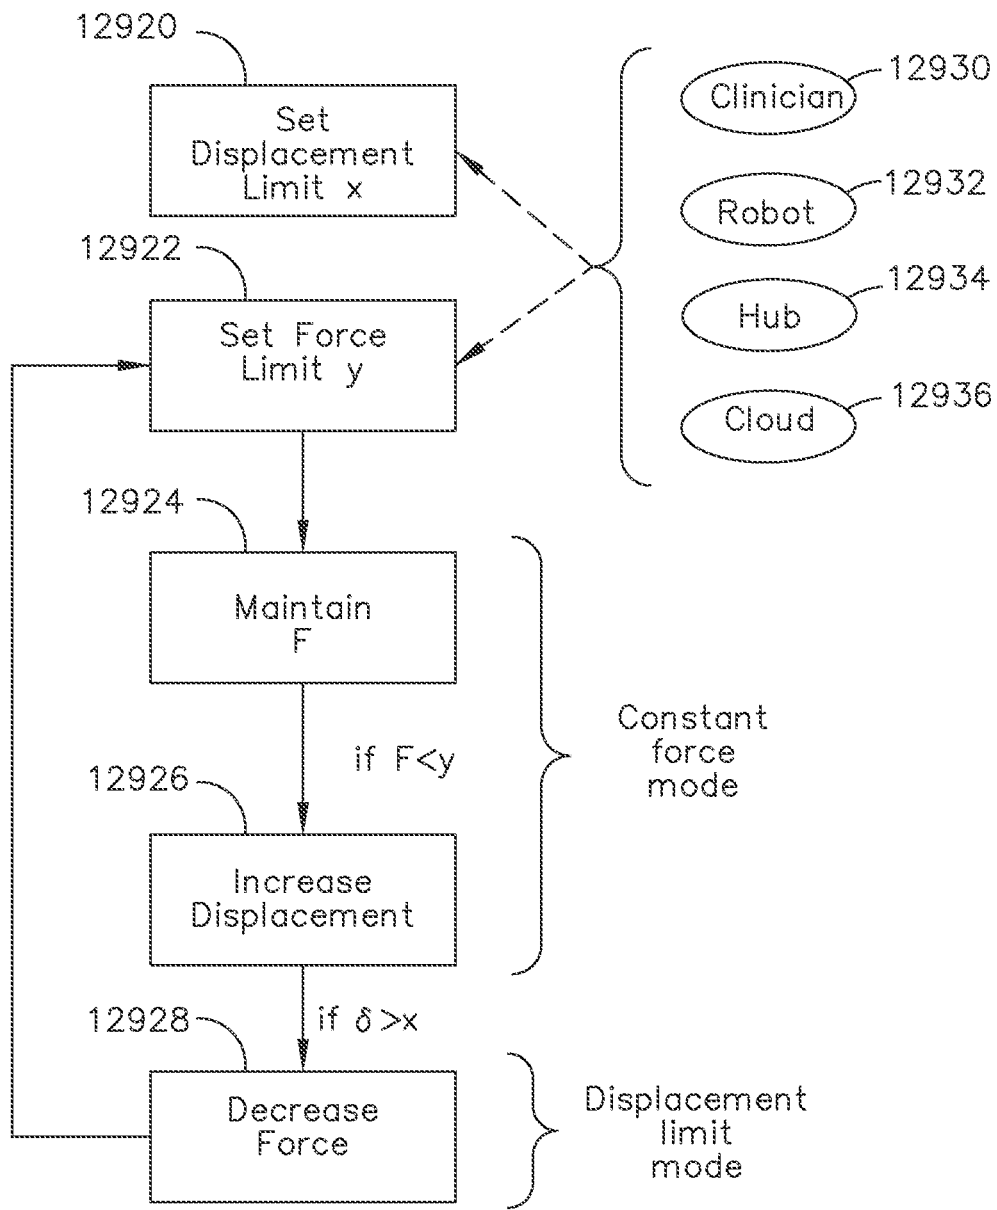 12920
Set
Displacement
Limit x
12922
Set Force
Limit y
12924
Maintain
F
if F<y
12926
Increase
Displacement
if δ>x
12928
Decrease
Force
Clinician
12930
Robot
12932
Hub
12934
Cloud
12936
Constant
force
mode
Displacement
limit
mode